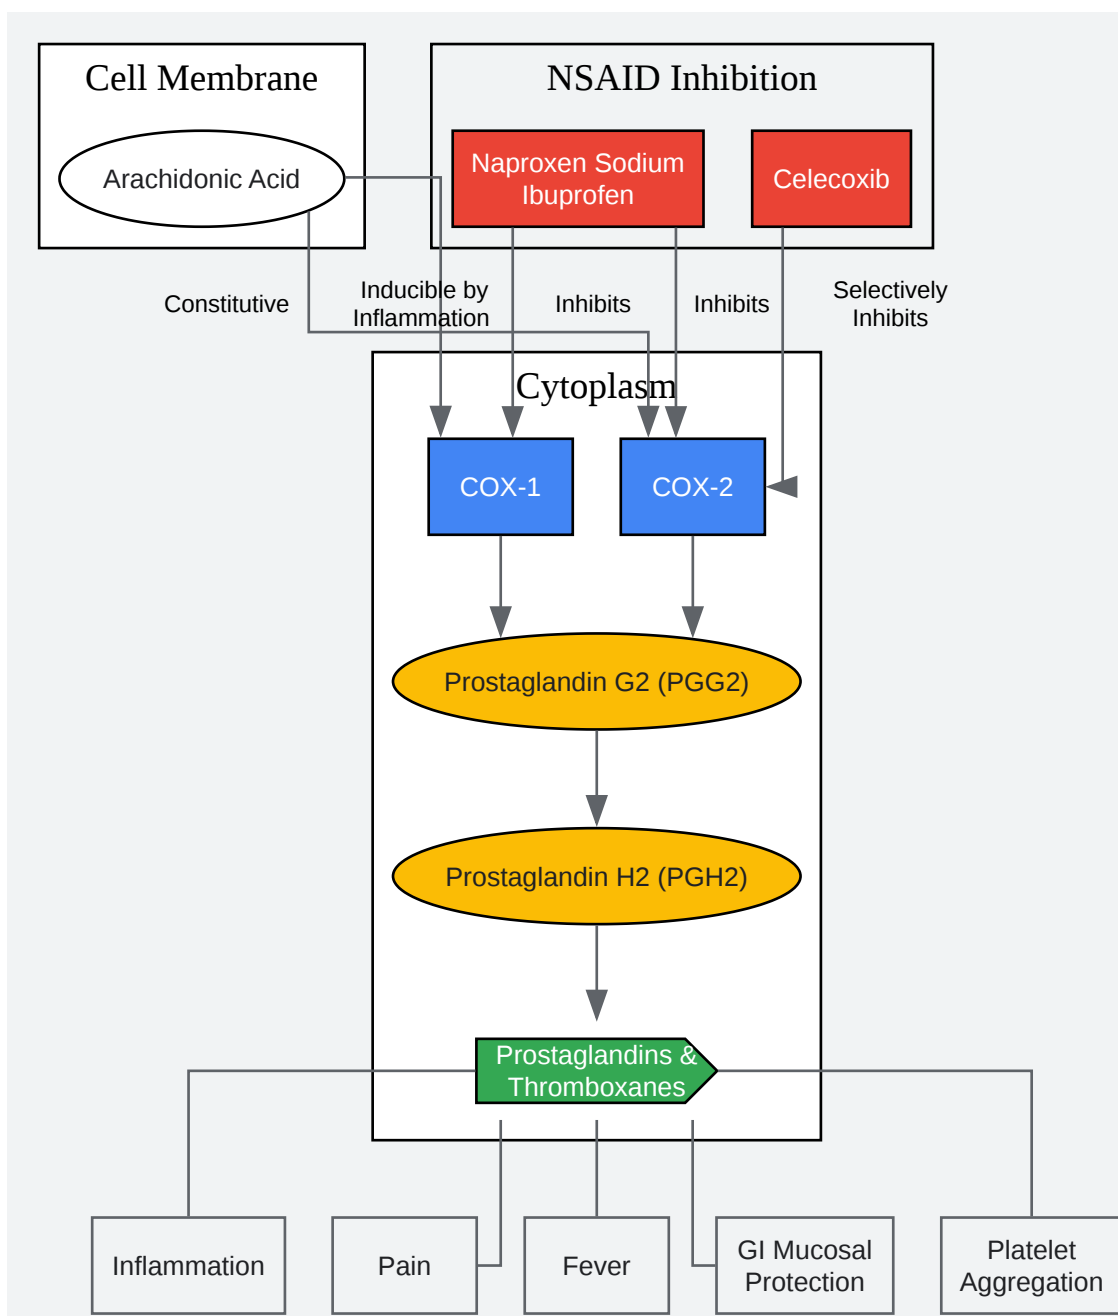 Cell Membrane
NSAID Inhibition
Arachidonic Acid
Naproxen Sodium
Ibuprofen
Celecoxib
Constitutive
Inducible by
Inflammation
Inhibits
Inhibits
Selectively
Inhibits
Cytoplasm
COX-1
COX-2
Prostaglandin G2 (PGG2)
Prostaglandin H2 (PGH2)
Prostaglandins &
Thromboxanes
Inflammation
Pain
Fever
GI Mucosal
Protection
Platelet
Aggregation